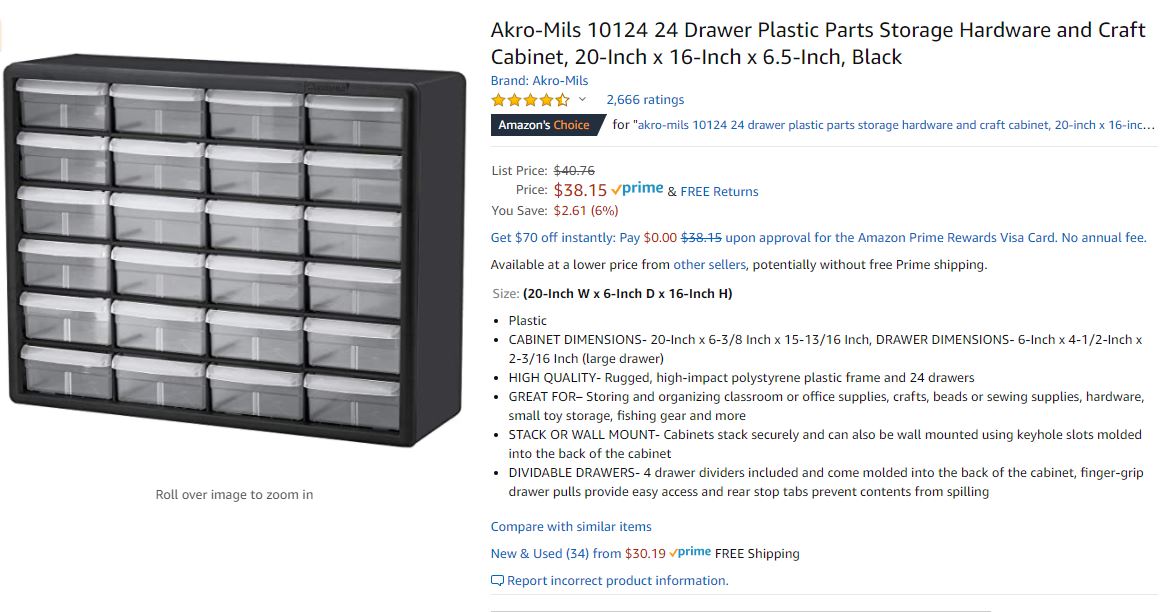 Akro-Mils 10124 24 Drawer Plastic Parts Storage Hardware and Craft
Cabinet, 20-Inch x 16-Inch x 6.5-Inch, Black
Brand: Akro-Mils
2,666 ratings
Amazon's Choice for "akro-mils 10124 24 drawer plastic parts storage hardware and craft cabinet, 20-inch x 16-inc...
List Price: $40.76
Price: $38.15 prime & FREE Returns
You Save: $2.61 (6%)
Get $70 off instantly: Pay $0.00 $38.15 upon approval for the Amazon Prime Rewards Visa Card. No annual fee.
Available at a lower price from other sellers, potentially without free Prime shipping.
Size: (20-Inch W x 6-Inch D x 16-Inch H)
• Plastic
• CABINET DIMENSIONS- 20-Inch x 6-3/8 Inch x 15-13/16 Inch, DRAWER DIMENSIONS- 6-Inch x 4-1/2-Inch x
2-3/16 Inch (large drawer)
• HIGH QUALITY- Rugged, high-impact polystyrene plastic frame and 24 drawers
• GREAT FOR– Storing and organizing classroom or office supplies, crafts, beads or sewing supplies, hardware,
small toy storage, fishing gear and more
• STACK OR WALL MOUNT- Cabinets stack securely and can also be wall mounted using keyhole slots molded
into the back of the cabinet
• DIVIDABLE DRAWERS- 4 drawer dividers included and come molded into the back of the cabinet, finger-grip
drawer pulls provide easy access and rear stop tabs prevent contents from spilling
Roll over image to zoom in
Compare with similar items
New & Used (34) from $30.19 prime FREE Shipping
Report incorrect product information.